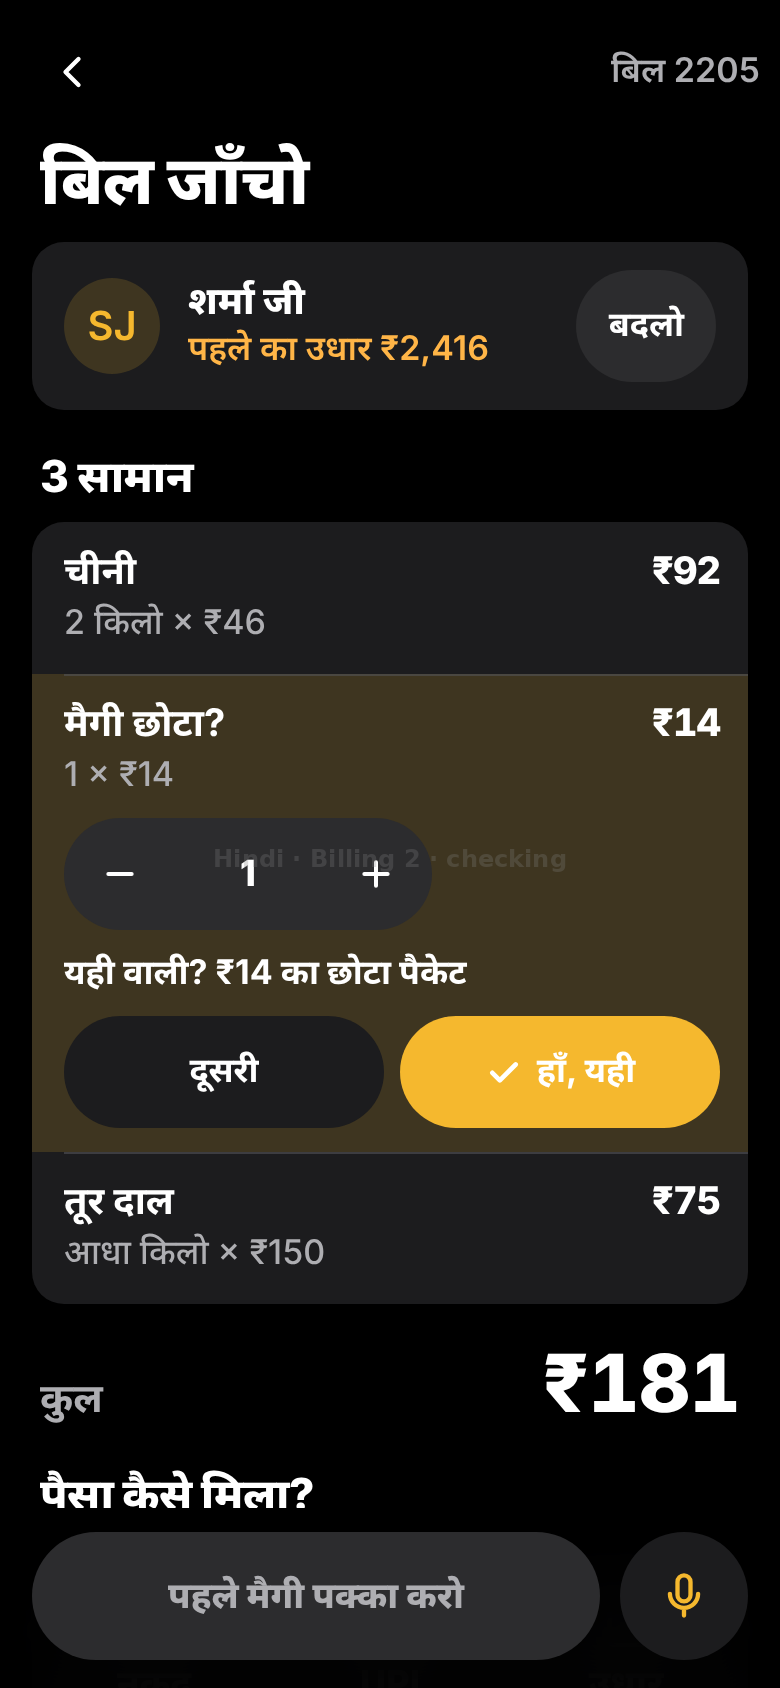 बिल 2205
बिल जाँचो
SJ
शर्मा जी
पहले का उधार ₹2,416
बदलो
3 सामान
चीनी
₹92
2 किलो × ₹46
मैगी छोटा?
₹14
1 × ₹14
Hindi · Billing 2 · checking
− 1 +
यही वाली? ₹14 का छोटा पैकेट
दूसरी
हाँ, यही
तूर दाल
₹75
आधा किलो × ₹150
कुल
₹181
पैसा कैसे मिला?
पहले मैगी पक्का करो
UPI